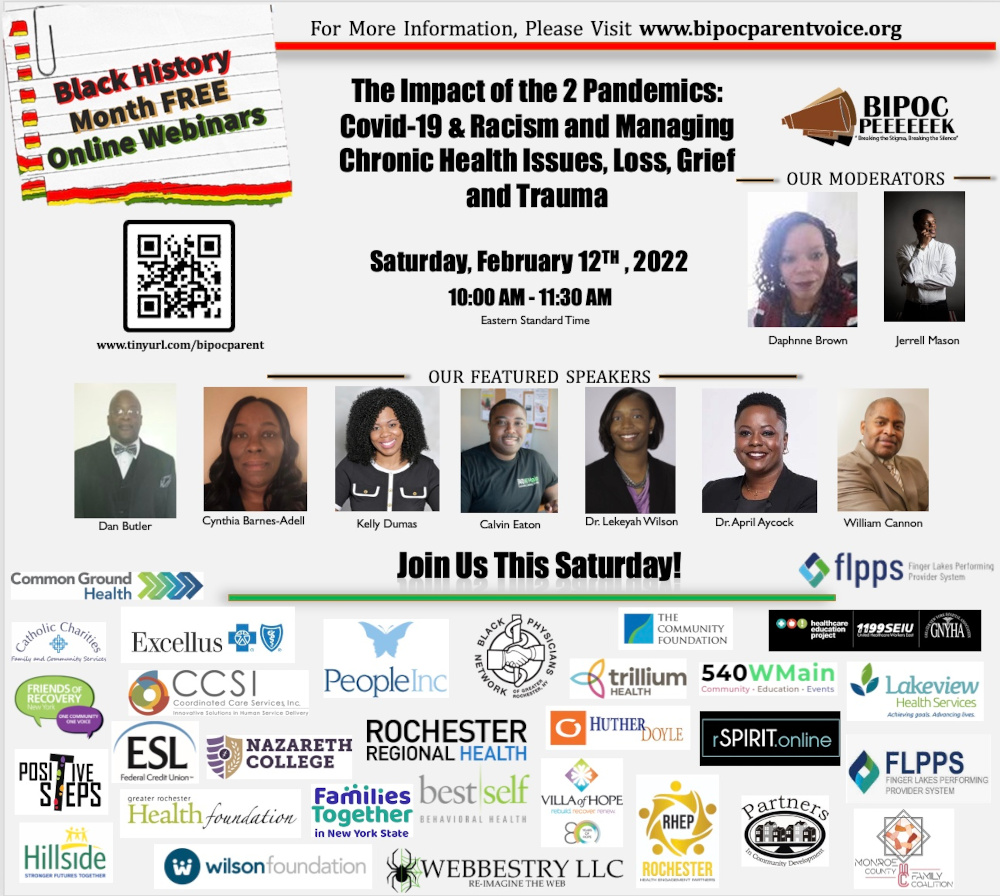 For More Information, Please Visit www.bipocparentvoice.org
Black History
Month FREE
Online Webinars
The Impact of the 2 Pandemics:
Covid-19 & Racism and Managing
Chronic Health Issues, Loss, Grief
and Trauma
BIPOC
PEEEEEEK
"Breaking the Stigma, Breaking the Silence"
OUR MODERATORS
Saturday, February 12TH , 2022
10:00 AM - 11:30 AM
Eastern Standard Time
www.tinyurl.com/bipocparent
Daphnne Brown
Jerrell Mason
OUR FEATURED SPEAKERS
Dan Butler
Cynthia Barnes-Adell
Kelly Dumas
Calvin Eaton
Dr. Lekeyah Wilson
Dr. April Aycock
William Cannon
Join Us This Saturday!
Common Ground
Health
flpps
Finger Lakes Performing
Provider System
Catholic Charities
Family and Community Services
Excellus
PeopleInc
BLACK PHYSICIANS
NETWORK
OF GREATER
ROCHESTER, NY
THE
COMMUNITY
FOUNDATION
healthcare
education
project
1199SEIU
United Healthcare Workers East
GNYHA
FRIENDS of
RECOVERY
New York
ONE COMMUNITY
ONE VOICE
CCSI
Coordinated Care Services Inc.
Innovative Solutions in Human Service Delivery
trillium
HEALTH
540WMain
Community • Education • Events
Lakeview
Health Services
Achieving goals. Advancing lives.
ESL
Federal Credit Union
NAZARETH
COLLEGE
ROCHESTER
REGIONAL HEALTH
HUTHER
DOYLE
rSPIRIT.online
POSITIVE
STEPS
FLPPS
FINGER LAKES PERFORMING
PROVIDER SYSTEM
greater rochester
Health foundation
Families
Together
in New York State
best self
BEHAVIORAL HEALTH
VILLA of HOPE
rebuild recover renew
RHEP
ROCHESTER
HEALTH ENGAGEMENT PARTNERS
Partners
In Community Development
Hillside
STRONGER FUTURES TOGETHER
wilsonfoundation
WEBBESTRY LLC
RE-IMAGINE THE WEB
MONROE
COUNTY
FAMILY
COALITION